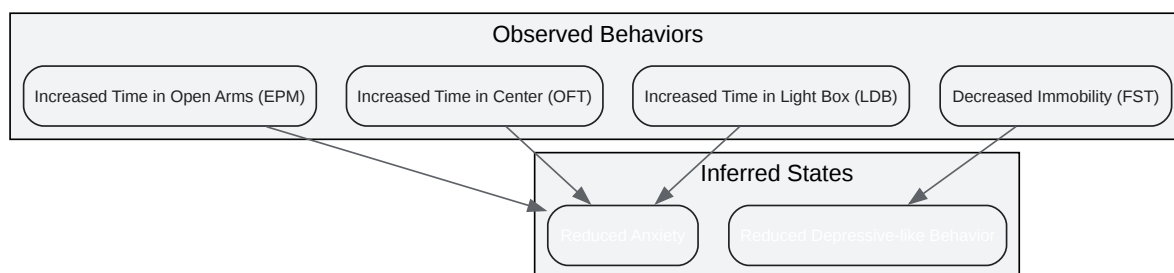 Observed Behaviors
Increased Time in Open Arms (EPM)
Increased Time in Center (OFT)
Increased Time in Light Box (LDB)
Decreased Immobility (FST)
Inferred States
Reduced Anxiety
Reduced Depressive-like Behavior